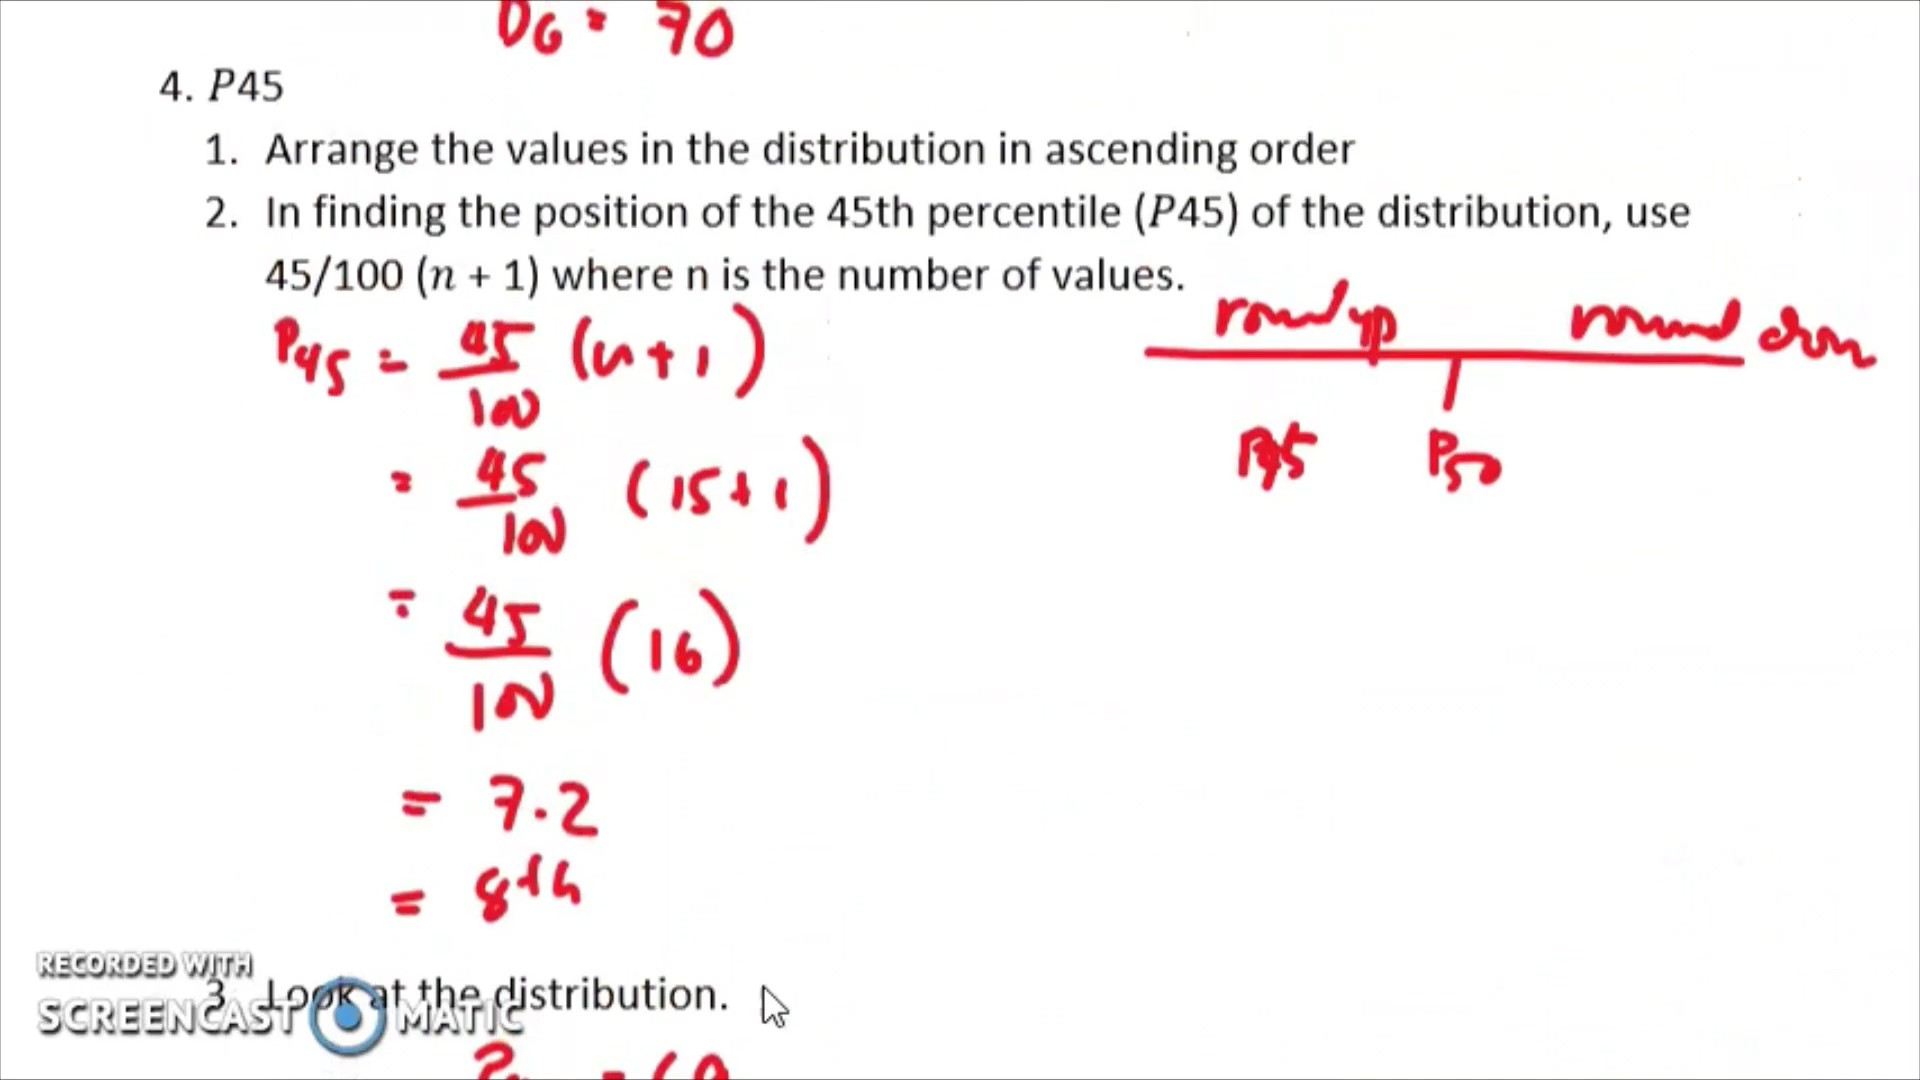 D6 = 70
4. P45
1. Arrange the values in the distribution in ascending order
2. In finding the position of the 45th percentile (P45) of the distribution, use
45/100 (n + 1) where n is the number of values.
round up round down
P45 = 45/100 (n + 1)
P45 P50
= 45/100 (15 + 1)
= 45/100 (16)
= 7.2
= 8th
RECORDED WITH
3. Look at the distribution.
SCREENCAST MATIC